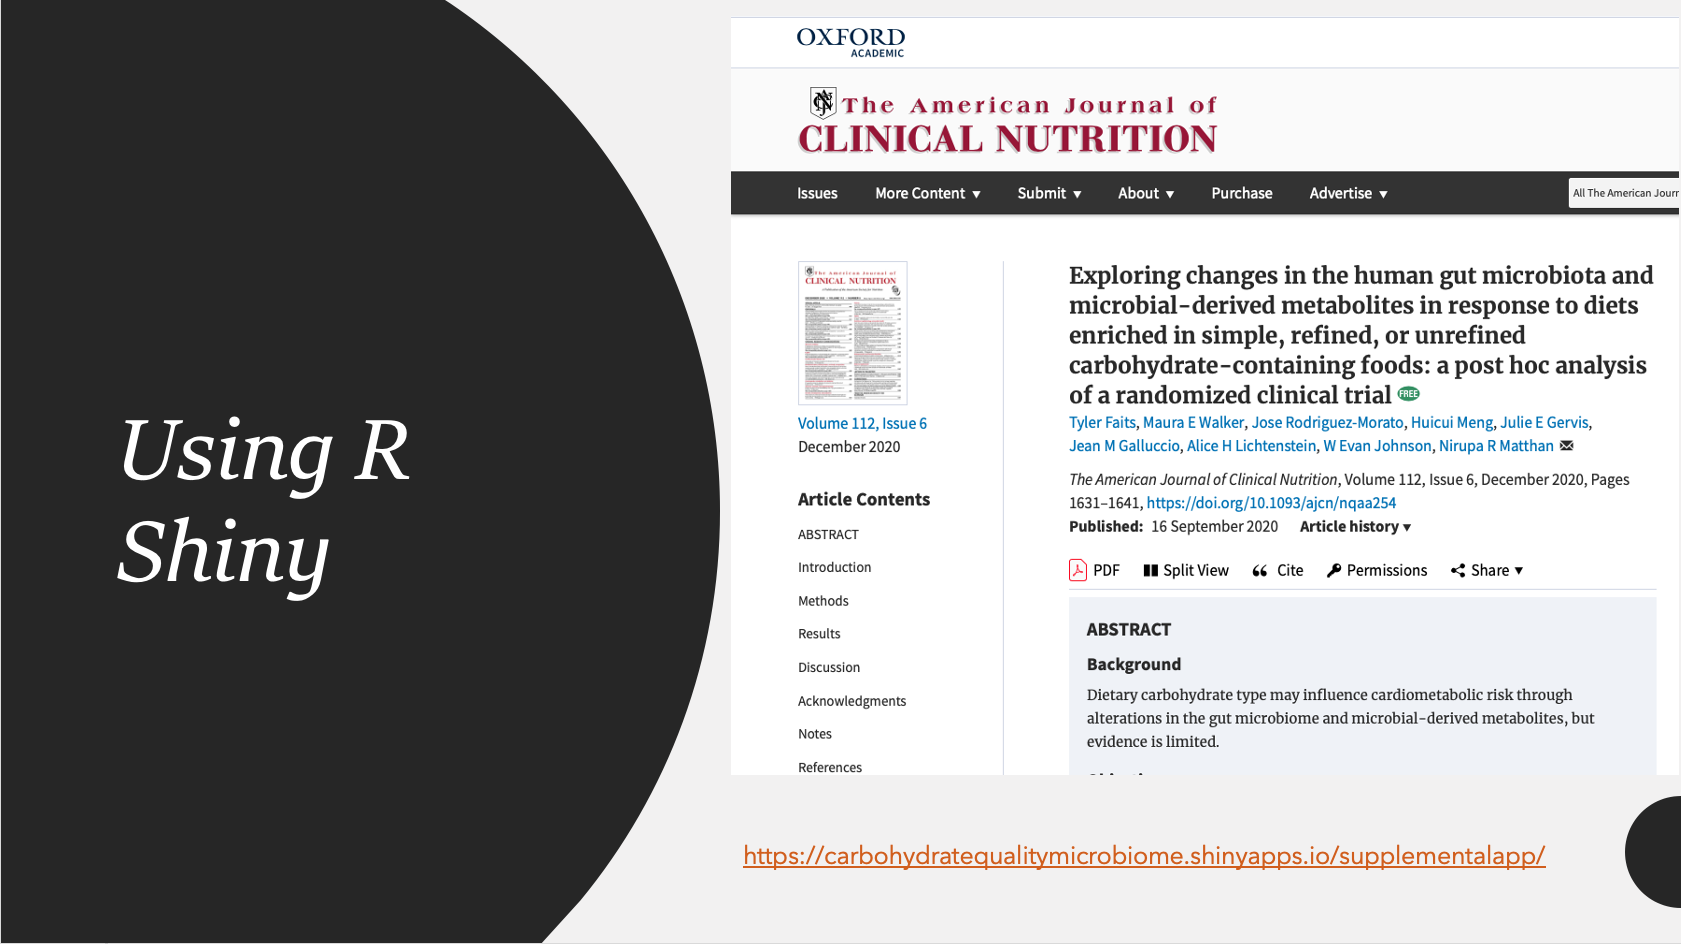 Using R
Shiny
OXFORD
ACADEMIC
The American Journal of
CLINICAL NUTRITION
Issues
More Content ▼
Submit ▼
About ▼
Purchase
Advertise ▼
All The American Jour
The American Journal of
CLINICAL NUTRITION
Volume 112, Issue 6
December 2020
Article Contents
ABSTRACT
Introduction
Methods
Results
Discussion
Acknowledgments
Notes
References
Exploring changes in the human gut microbiota and
microbial-derived metabolites in response to diets
enriched in simple, refined, or unrefined
carbohydrate-containing foods: a post hoc analysis
of a randomized clinical trial FREE
Tyler Faits, Maura E Walker, Jose Rodriguez-Morato, Huicui Meng, Julie E Gervis,
Jean M Galluccio, Alice H Lichtenstein, W Evan Johnson, Nirupa R Matthan
The American Journal of Clinical Nutrition, Volume 112, Issue 6, December 2020, Pages
1631–1641, https://doi.org/10.1093/ajcn/nqaa254
Published: 16 September 2020 Article history ▼
PDF Split View Cite Permissions Share ▼
ABSTRACT
Background
Dietary carbohydrate type may influence cardiometabolic risk through
alterations in the gut microbiome and microbial-derived metabolites, but
evidence is limited.
https://carbohydratequalitymicrobiome.shinyapps.io/supplementalapp/